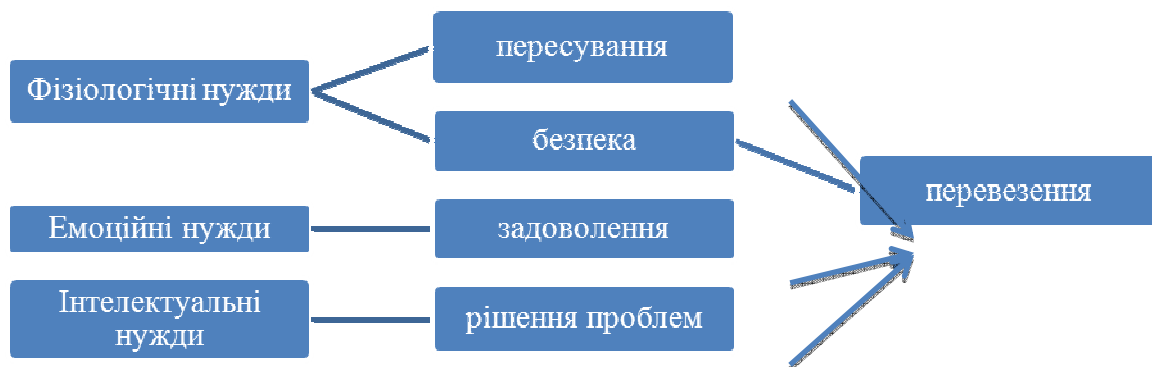 Фізіологічні нужди
пересування
безпека
перевезення
Емоційні нужди
задоволення
Інтелектуальні
нужди
рішення проблем